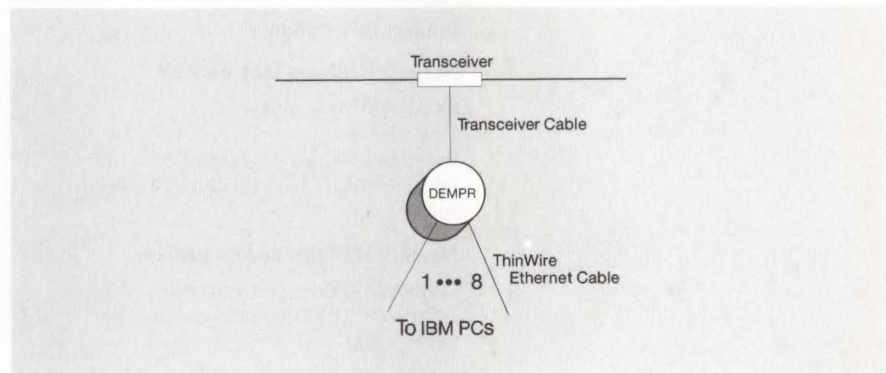 Transceiver
Transceiver Cable
DEMPR
ThinWire
Ethernet Cable
1 ••• 8
To IBM PCs